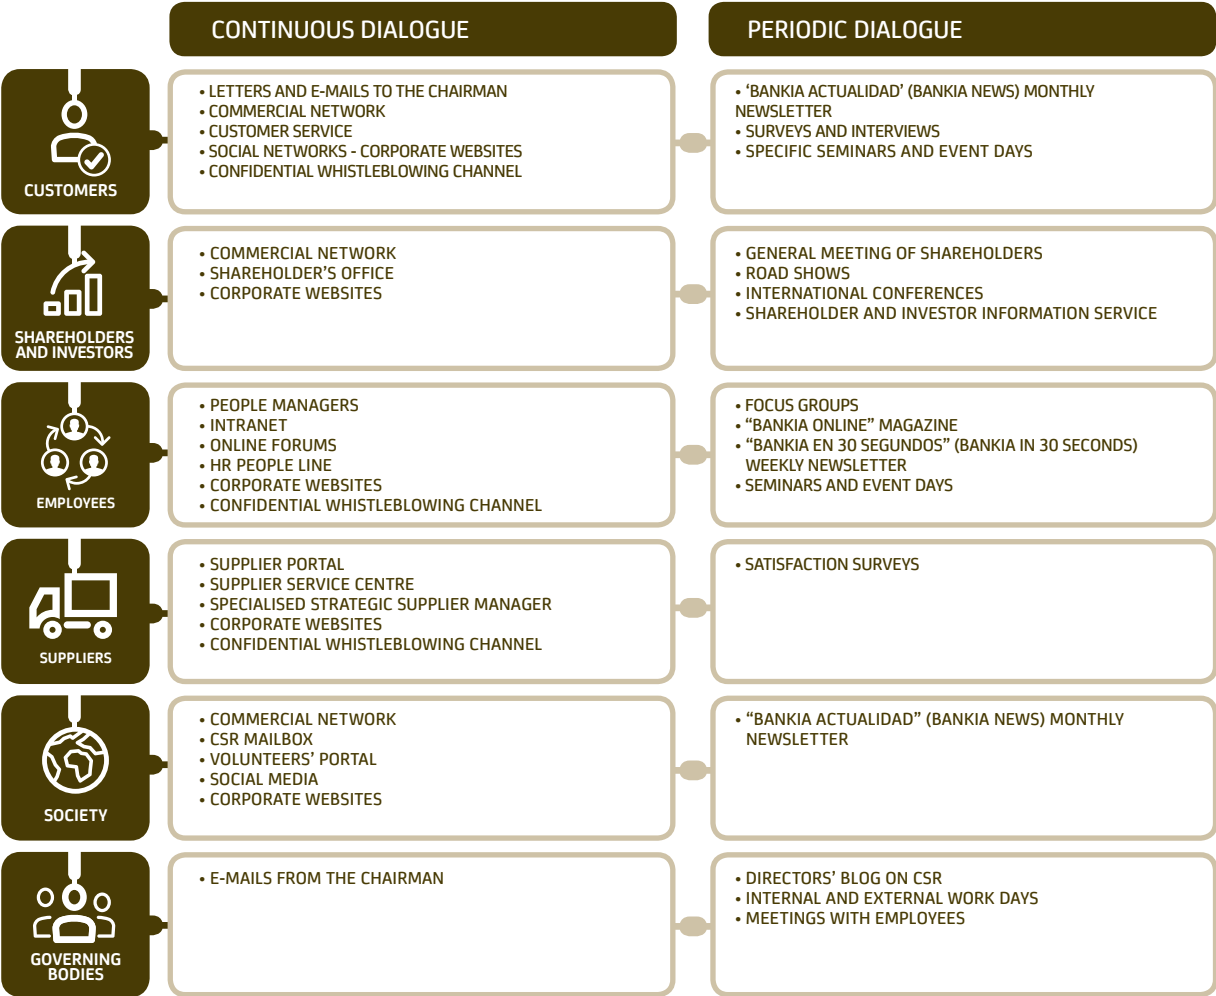 CONTINUOUS DIALOGUE
PERIODIC DIALOGUE
CUSTOMERS
• LETTERS AND E-MAILS TO THE CHAIRMAN
• COMMERCIAL NETWORK
• CUSTOMER SERVICE
• SOCIAL NETWORKS - CORPORATE WEBSITES
• CONFIDENTIAL WHISTLEBLOWING CHANNEL
• ‘BANKIA ACTUALIDAD’ (BANKIA NEWS) MONTHLY
NEWSLETTER
• SURVEYS AND INTERVIEWS
• SPECIFIC SEMINARS AND EVENT DAYS
SHAREHOLDERS
AND INVESTORS
• COMMERCIAL NETWORK
• SHAREHOLDER’S OFFICE
• CORPORATE WEBSITES
• GENERAL MEETING OF SHAREHOLDERS
• ROAD SHOWS
• INTERNATIONAL CONFERENCES
• SHAREHOLDER AND INVESTOR INFORMATION SERVICE
EMPLOYEES
• PEOPLE MANAGERS
• INTRANET
• ONLINE FORUMS
• HR PEOPLE LINE
• CORPORATE WEBSITES
• CONFIDENTIAL WHISTLEBLOWING CHANNEL
• FOCUS GROUPS
• “BANKIA ONLINE” MAGAZINE
• “BANKIA EN 30 SEGUNDOS” (BANKIA IN 30 SECONDS)
WEEKLY NEWSLETTER
• SEMINARS AND EVENT DAYS
SUPPLIERS
• SUPPLIER PORTAL
• SUPPLIER SERVICE CENTRE
• SPECIALISED STRATEGIC SUPPLIER MANAGER
• CORPORATE WEBSITES
• CONFIDENTIAL WHISTLEBLOWING CHANNEL
• SATISFACTION SURVEYS
SOCIETY
• COMMERCIAL NETWORK
• CSR MAILBOX
• VOLUNTEERS’ PORTAL
• SOCIAL MEDIA
• CORPORATE WEBSITES
• “BANKIA ACTUALIDAD” (BANKIA NEWS) MONTHLY
NEWSLETTER
GOVERNING
BODIES
• E-MAILS FROM THE CHAIRMAN
• DIRECTORS’ BLOG ON CSR
• INTERNAL AND EXTERNAL WORK DAYS
• MEETINGS WITH EMPLOYEES